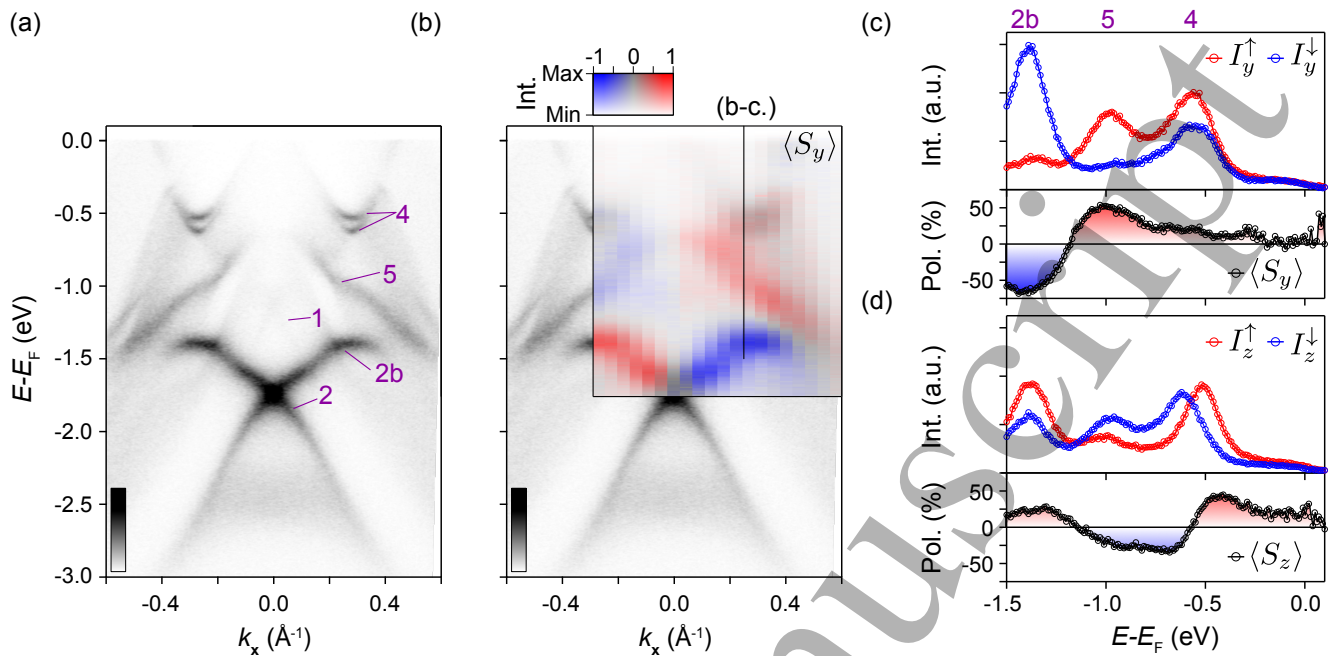 (a)
(b)
(c)
2b 5 4
-1 0 1
Int.
Max
Min
(b-c.)
⟨S_y⟩
0.0
-0.5
-1.0
-1.5
-2.0
-2.5
-3.0
E-E_F (eV)
4
5
1
2b
2
-0.4 0.0 0.4
k_x (Å⁻¹)
-0.4 0.0 0.4
k_x (Å⁻¹)
I_y^↑ I_y^↓
Int. (a.u.)
50
0
-50
Pol. (%)
⟨S_y⟩
(d)
I_z^↑ I_z^↓
Int. (a.u.)
50
0
-50
Pol. (%)
⟨S_z⟩
-1.5 -1.0 -0.5 0.0
E-E_F (eV)